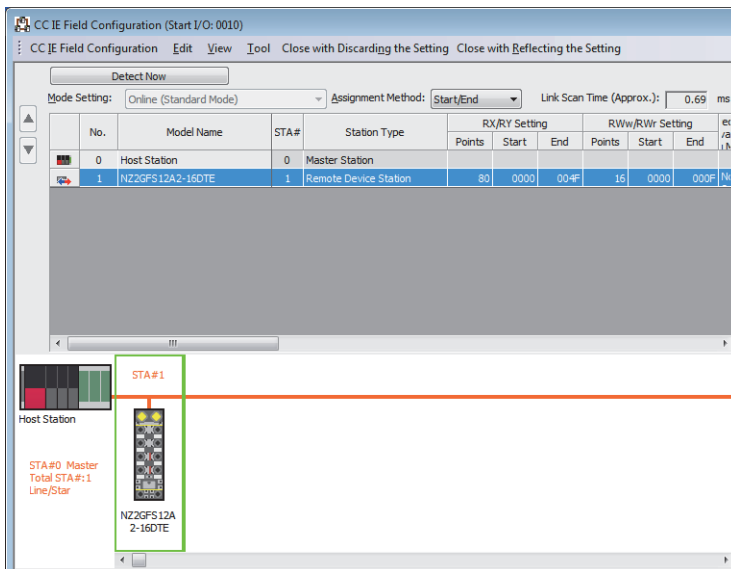 CC IE Field Configuration (Start I/O: 0010)
CC IE Field Configuration Edit View Tool Close with Discarding the Setting Close with Reflecting the Setting
Detect Now
Mode Setting: Online (Standard Mode) Assignment Method: Start/End Link Scan Time (Approx.): 0.69 ms
No. Model Name STA# Station Type RX/RY Setting RWw/RWr Setting
Points Start End Points Start End
0 Host Station 0 Master Station
1 NZ2GFS12A2-16DTE 1 Remote Device Station 80 0000 004F 16 0000 000F No
STA#1
Host Station
STA#0 Master
Total STA#:1
Line/Star
NZ2GFS12A
2-16DTE